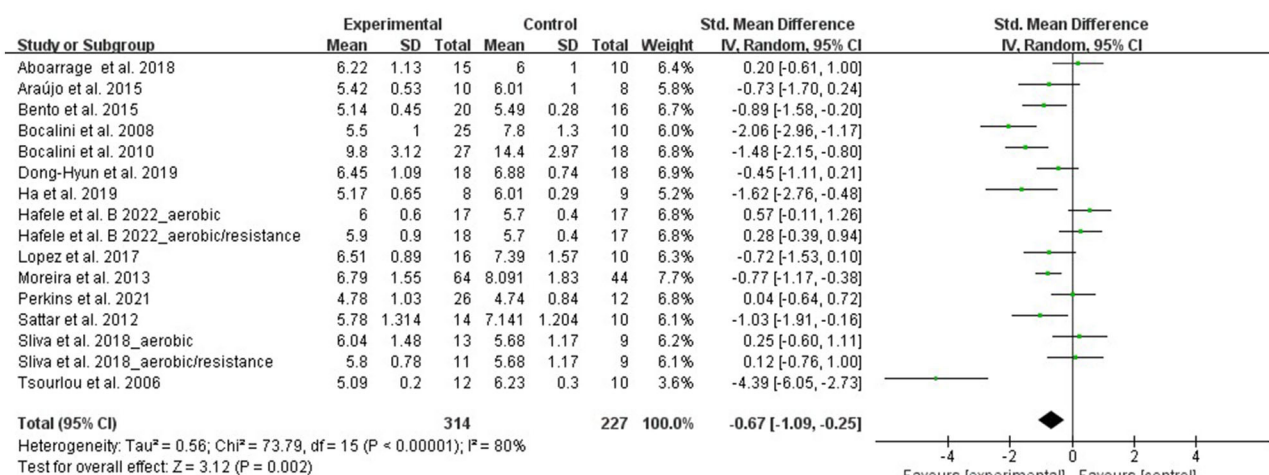 Experimental Control Std. Mean Difference Std. Mean Difference
Study or Subgroup Mean SD Total Mean SD Total Weight IV, Random, 95% CI IV, Random, 95% CI
Aboarrage et al. 2018 6.22 1.13 15 6 1 10 6.4% 0.20 [-0.61, 1.00]
Araújo et al. 2015 5.42 0.53 10 6.01 1 8 5.8% -0.73 [-1.70, 0.24]
Bento et al. 2015 5.14 0.45 20 5.49 0.28 16 6.7% -0.89 [-1.58, -0.20]
Bocalini et al. 2008 5.5 1 25 7.8 1.3 10 6.0% -2.06 [-2.96, -1.17]
Bocalini et al. 2010 9.8 3.12 27 14.4 2.97 18 6.8% -1.48 [-2.15, -0.80]
Dong-Hyun et al. 2019 6.45 1.09 18 6.88 0.74 18 6.8% -0.45 [-1.11, 0.21]
Ha et al. 2019 5.17 0.65 8 6.01 0.29 9 5.2% -1.62 [-2.76, -0.48]
Hafele et al. B 2022_aerobic 6 0.6 17 5.7 0.4 17 6.8% 0.57 [-0.11, 1.26]
Hafele et al. B 2022_aerobic/resistance 5.9 0.9 18 5.7 0.4 17 6.8% 0.28 [-0.39, 0.94]
Lopez et al. 2017 6.51 0.89 16 7.39 1.57 10 6.3% -0.72 [-1.53, 0.10]
Moreira et al. 2013 6.79 1.55 64 8.091 1.83 44 7.7% -0.77 [-1.17, -0.38]
Perkins et al. 2021 4.78 1.03 26 4.74 0.84 12 6.8% 0.04 [-0.64, 0.72]
Sattar et al. 2012 5.78 1.314 14 7.141 1.204 10 6.1% -1.03 [-1.91, -0.16]
Sliva et al. 2018_aerobic 6.04 1.48 13 5.68 1.17 9 6.2% 0.25 [-0.60, 1.11]
Sliva et al. 2018_aerobic/resistance 5.8 0.78 11 5.68 1.17 9 6.1% 0.12 [-0.76, 1.00]
Tsourlou et al. 2006 5.09 0.2 12 6.23 0.3 10 3.6% -4.39 [-6.05, -2.73]
Total (95% CI) 314 227 100.0% -0.67 [-1.09, -0.25]
Heterogeneity: Tau² = 0.56; Chi² = 73.79, df = 15 (P < 0.00001); I² = 80%
-4 -2 0 2 4
Test for overall effect: Z = 3.12 (P = 0.002)
Favours [experimental] Favours [control]